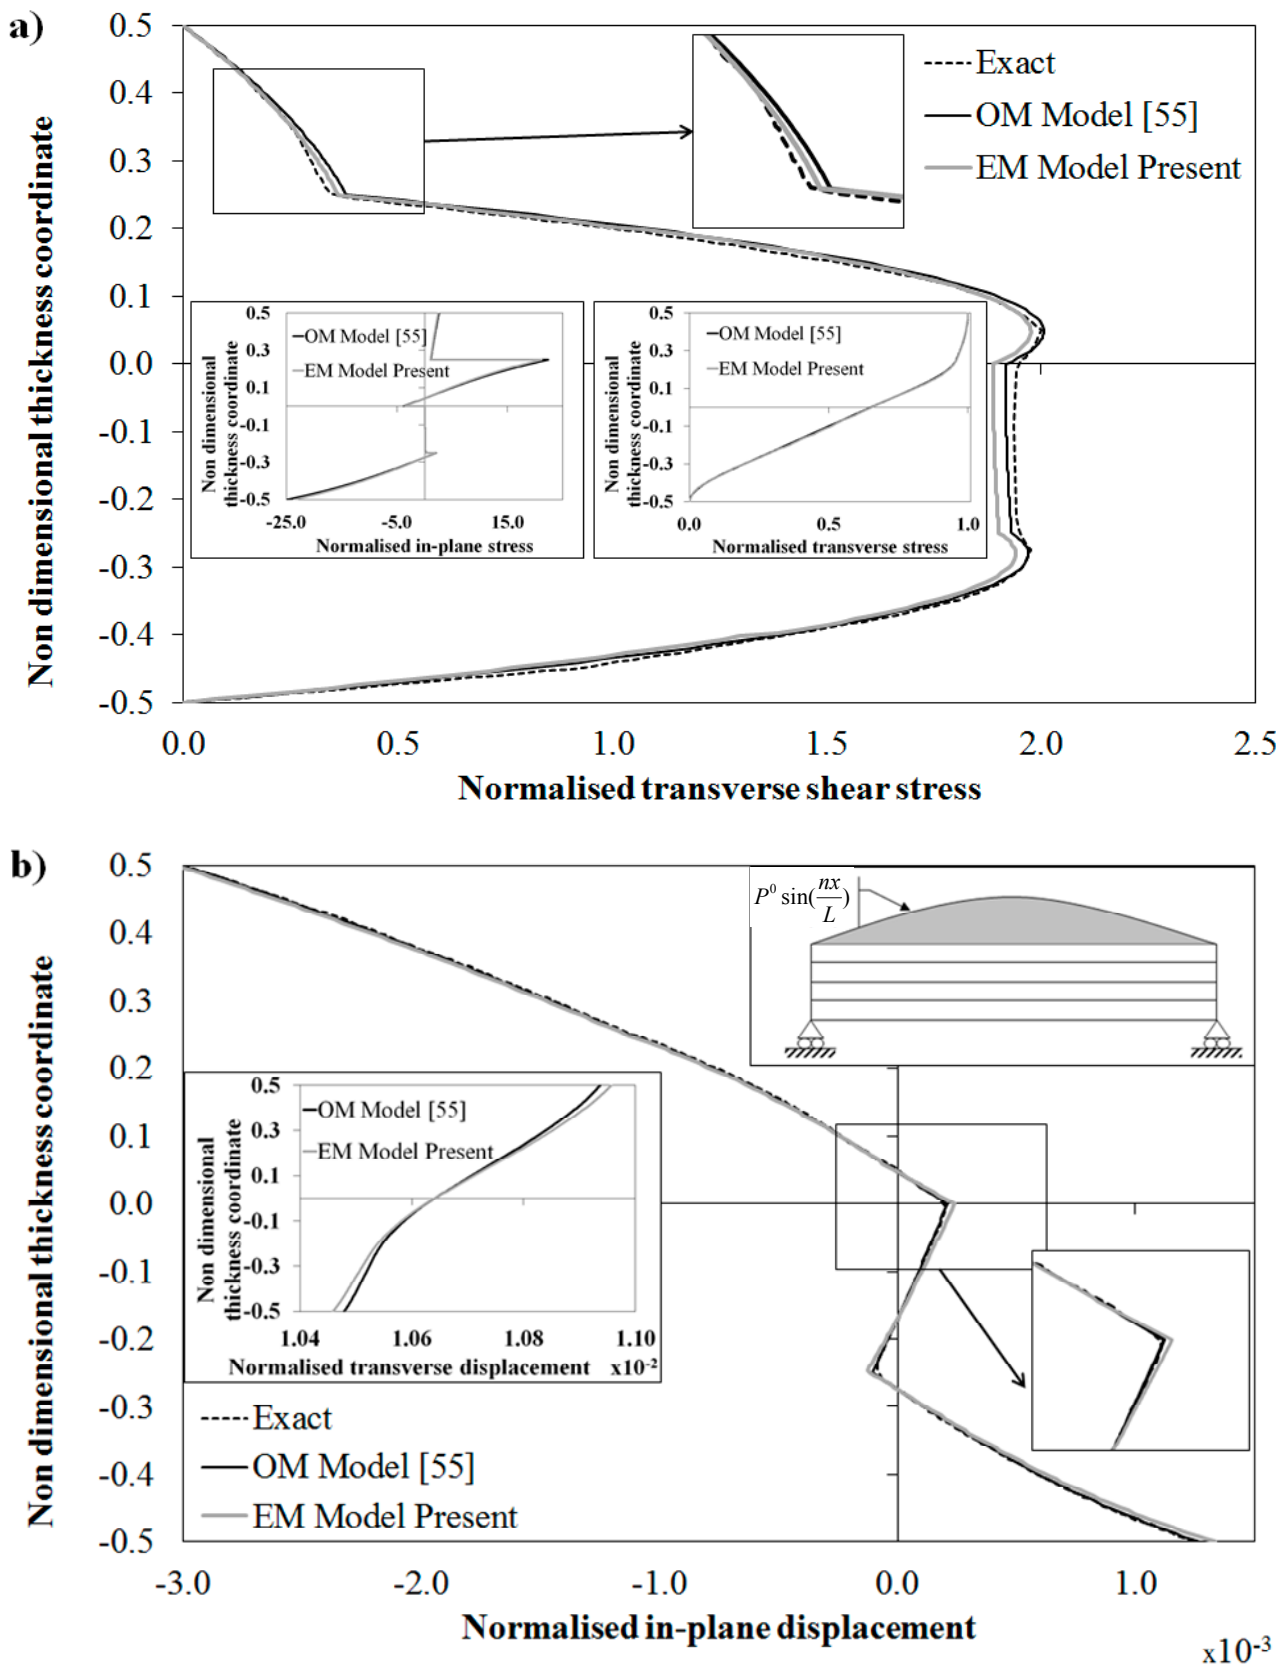 a)
Non dimensional thickness coordinate
0.5
0.4
0.3
0.2
0.1
0.0
-0.1
-0.2
-0.3
-0.4
-0.5
Exact
OM Model [55]
EM Model Present
Non dimensional
thickness coordinate
0.5
0.3
0.1
-0.1
-0.3
-0.5
OM Model [55]
EM Model Present
-25.0 -5.0 15.0
Normalised in-plane stress
Non dimensional
thickness coordinate
0.5
0.3
0.1
-0.1
-0.3
-0.5
OM Model [55]
EM Model Present
0.0 0.5 1.0
Normalised transverse stress
0.0 0.5 1.0 1.5 2.0 2.5
Normalised transverse shear stress
b)
Non dimensional thickness coordinate
0.5
0.4
0.3
0.2
0.1
0.0
-0.1
-0.2
-0.3
-0.4
-0.5
P⁰ sin(nx/L)
Non dimensional
thickness coordinate
0.5
0.3
0.1
-0.1
-0.3
-0.5
OM Model [55]
EM Model Present
1.04 1.06 1.08 1.10
Normalised transverse displacement x10⁻²
Exact
OM Model [55]
EM Model Present
-3.0 -2.0 -1.0 0.0 1.0
Normalised in-plane displacement
x10⁻³